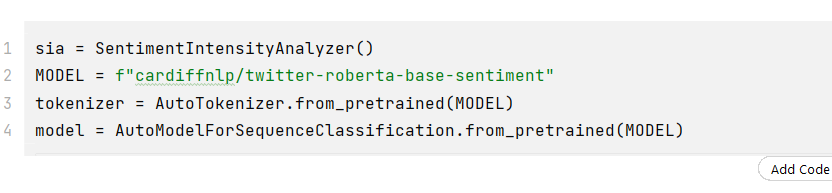 1 sia = SentimentIntensityAnalyzer()
2 MODEL = f"cardiffnlp/twitter-roberta-base-sentiment"
3 tokenizer = AutoTokenizer.from_pretrained(MODEL)
4 model = AutoModelForSequenceClassification.from_pretrained(MODEL)
Add Code